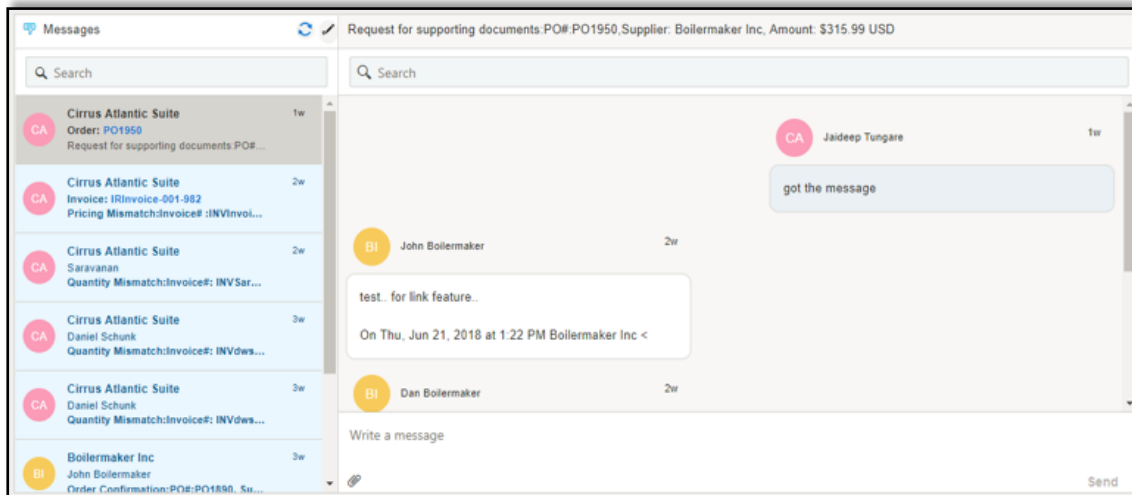 Messages
Search
CA
Cirrus Atlantic Suite 1w
Order: PO1950
Request for supporting documents:PO#...
CA
Cirrus Atlantic Suite 2w
Invoice: IRInvoice-001-982
Pricing Mismatch:Invoice# :INVInvoi...
CA
Cirrus Atlantic Suite 2w
Saravanan
Quantity Mismatch:Invoice#: INVSar...
CA
Cirrus Atlantic Suite 3w
Daniel Schunk
Quantity Mismatch:Invoice#: INVdws...
CA
Cirrus Atlantic Suite 3w
Daniel Schunk
Quantity Mismatch:Invoice#: INVdws...
BI
Boilermaker Inc 3w
John Boilermaker
Order Confirmation:PO#:PO1890, Su...
Request for supporting documents:PO#:PO1950,Supplier: Boilermaker Inc, Amount: $315.99 USD
Search
CA Jaideep Tungare 1w
got the message
BI John Boilermaker 2w
test.. for link feature..
On Thu, Jun 21, 2018 at 1:22 PM Boilermaker Inc <
BI Dan Boilermaker 2w
Write a message
Send